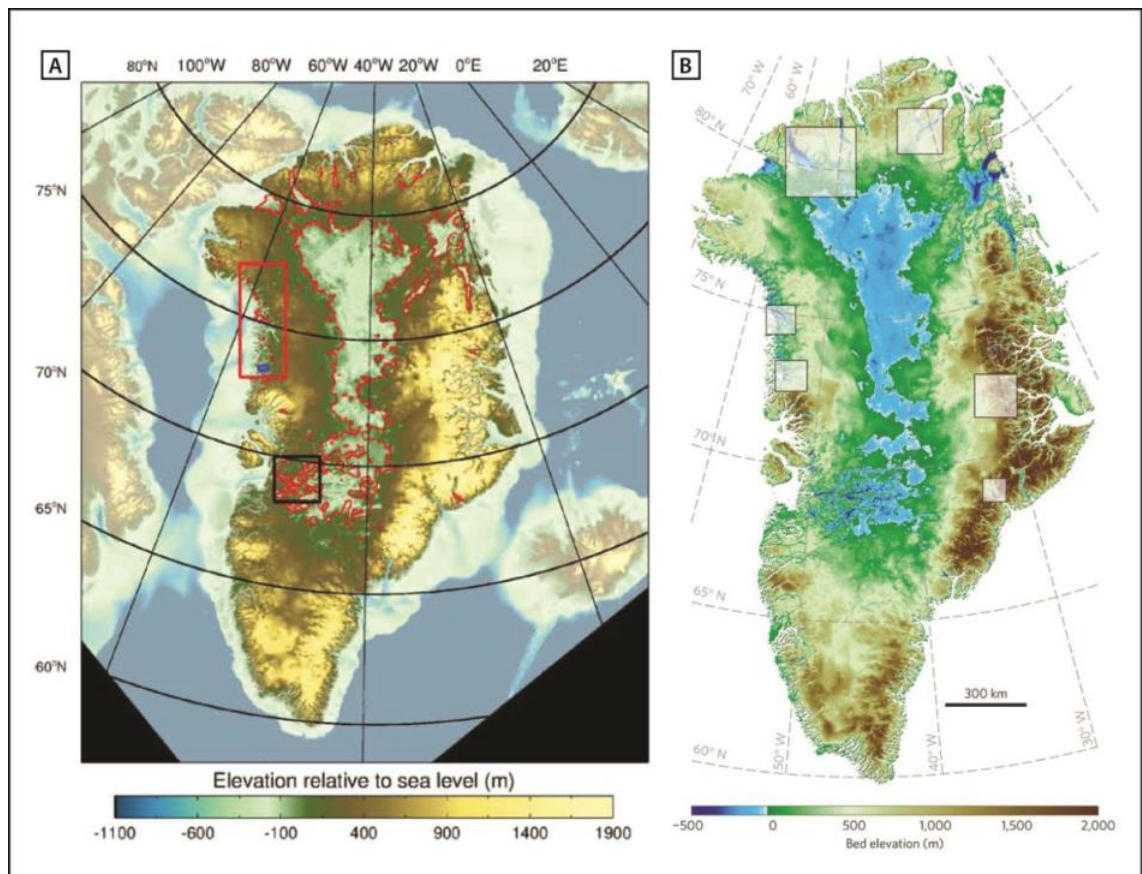 A
80°N 100°W 80°W 60°W 40°W 20°W 0°E 20°E
75°N
70°N
65°N
60°N
Elevation relative to sea level (m)
-1100 -600 -100 400 900 1400 1900
B
70° W
60° W
80° N
75° N
70° N
65° N
60° N
50° W
40° W
30° W
300 km
−500 0 500 1,000 1,500 2,000
Bed elevation (m)